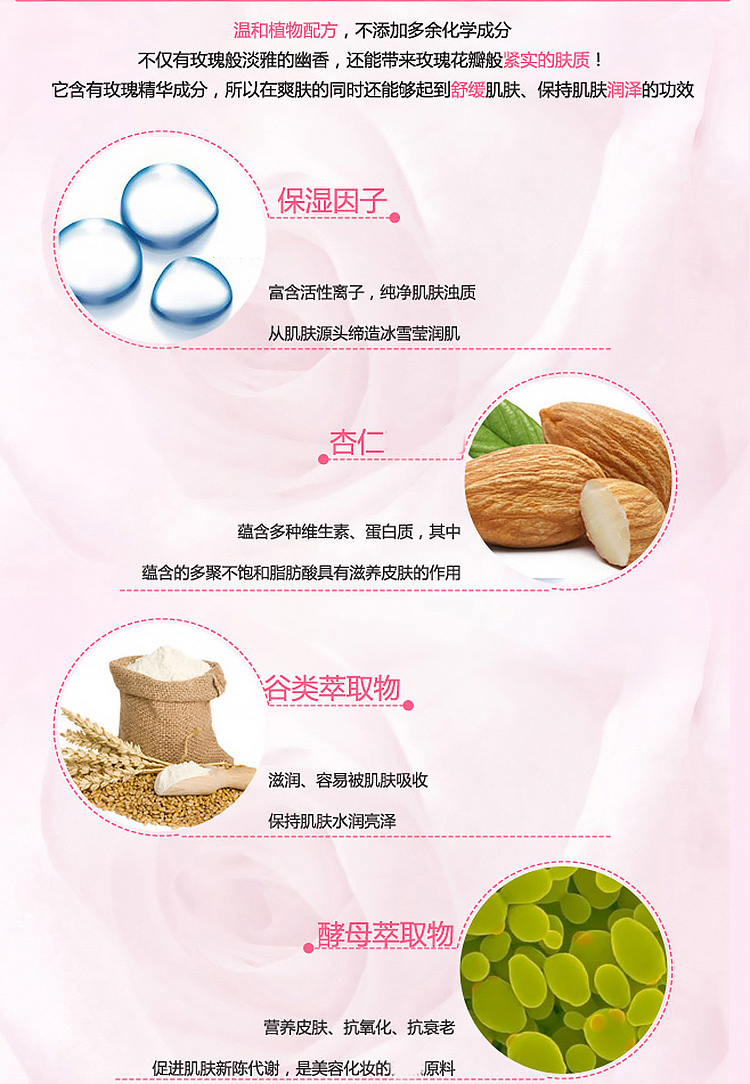 温和植物配方，不添加多余化学成分
不仅有玫瑰般淡雅的幽香，还能带来玫瑰花瓣般紧实的肤质！
它含有玫瑰精华成分，所以在爽肤的同时还能够起到舒缓肌肤、保持肌肤润泽的功效
保湿因子
富含活性离子，纯净肌肤浊质
从肌肤源头缔造冰雪莹润肌
杏仁
蕴含多种维生素、蛋白质，其中
蕴含的多聚不饱和脂肪酸具有滋养皮肤的作用
谷类萃取物
滋润、容易被肌肤吸收
保持肌肤水润亮泽
酵母萃取物
营养皮肤、抗氧化、抗衰老
促进肌肤新陈代谢，是美容化妆的 原料